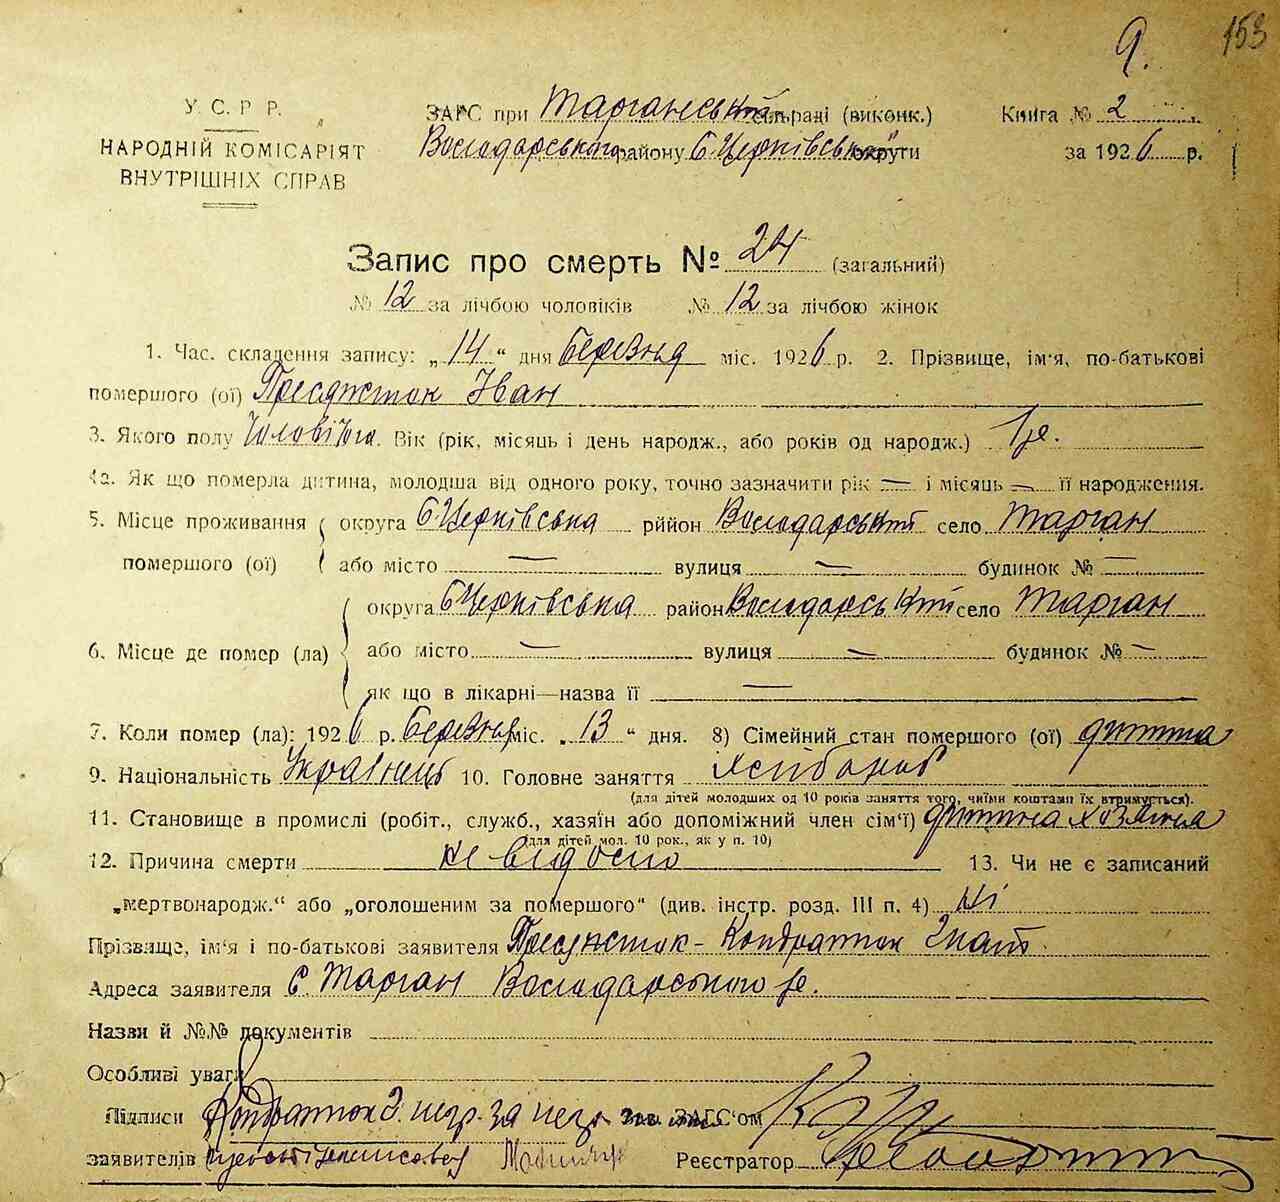 9. 153
У. С. Р. Р.
НАРОДНІЙ КОМІСАРІЯТ
ВНУТРІШНІХ СПРАВ
ЗАГС при Тарганській сільраді (виконк.) Книга № 2
Володарського району Б Церківської округи за 1926 р.
Запис про смерть № 24 (загальний)
№ 12 за лічбою чоловіків № 12 за лічбою жінок
1. Час. складення запису: „14“ дня березня міс. 1926 р. 2. Прізвище, ім'я, по-батькові
помершого (ої) Іван
3. Якого полу Чоловічого. Вік (рік, місяць і день народж., або років од народж.) 1 р.
4а. Як що померла дитина, молодша від одного року, точно зазначити рік — і місяць — її народження.
5. Місце проживання помершого (ої) округа Б Церківська рййон Володарський село Тарган
або місто — вулиця — будинок № —
6. Місце де помер (ла) округа Б Церківська район Володарський село Тарган
або місто — вулиця — будинок № —
як що в лікарні—назва її —
7. Коли помер (ла): 1926 р. березня міс. „13“ дня. 8) Сімейний стан помершого (ої) дитина
9. Національність Українець 10. Головне заняття хлібороб
(для дітей молодших од 10 років заняття того, чиїми коштами їх втримується).
11. Становище в промислі (робіт., служб., хазяїн або допоміжний член сім'ї) дитина хазяїна
(для дітей мол. 10 рок., як у п. 10)
12. Причина смерти не відомо 13. Чи не є записаний
„мертвонародж.“ або „оголошеним за помершого“ (див. інстр. розд. III п. 4) ні
Прізвище, ім'я і по-батькові заявителя Кондратюк Гнат
Адреса заявителя С. Тарган Володарського р.
Назви й №№ документів
Особливі уваги
Підписи Кондратюк Зав. ЗАГС'ом
заявителів Реєстратор